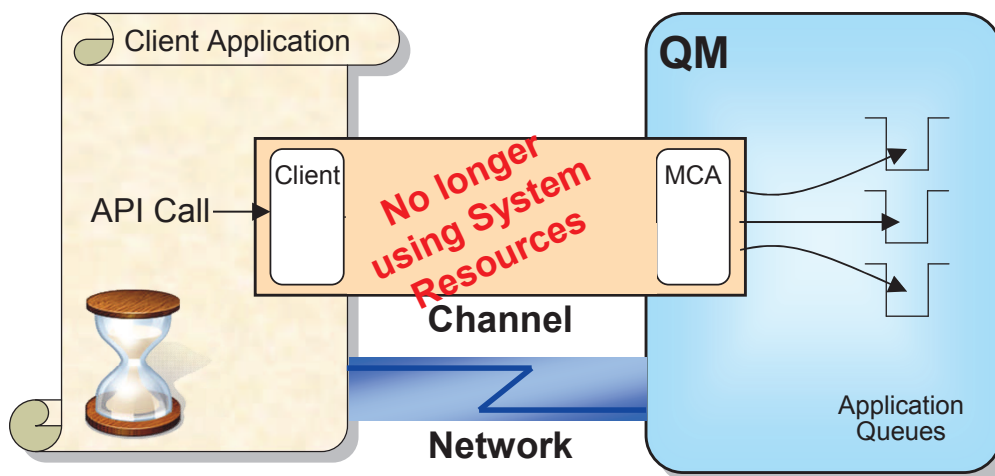 Client Application
QM
Client
No longer
using System
Resources
MCA
API Call
Channel
Network
Application
Queues